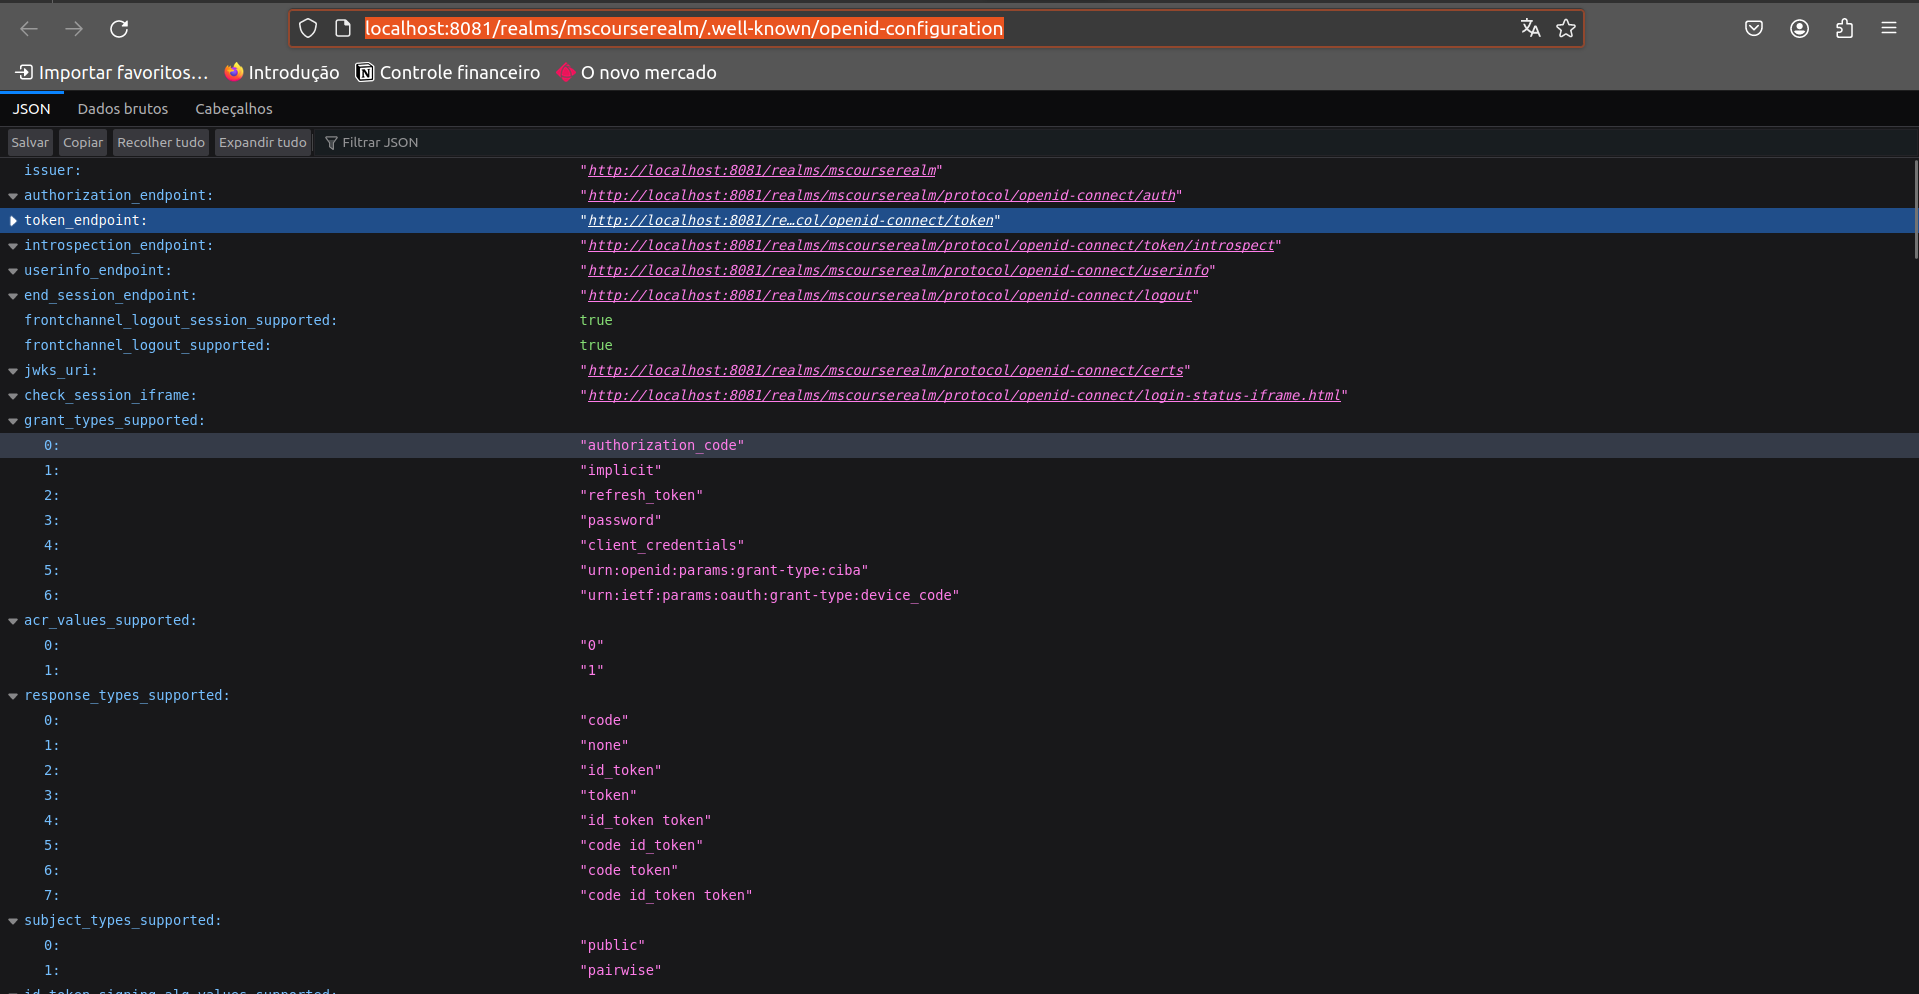 localhost:8081/realms/mscourserealm/.well-known/openid-configuration
Importar favoritos... Introdução Controle financeiro O novo mercado
JSON Dados brutos Cabeçalhos
Salvar Copiar Recolher tudo Expandir tudo Filtrar JSON
issuer: "http://localhost:8081/realms/mscourserealm"
authorization_endpoint: "http://localhost:8081/realms/mscourserealm/protocol/openid-connect/auth"
token_endpoint: "http://localhost:8081/re…col/openid-connect/token"
introspection_endpoint: "http://localhost:8081/realms/mscourserealm/protocol/openid-connect/token/introspect"
userinfo_endpoint: "http://localhost:8081/realms/mscourserealm/protocol/openid-connect/userinfo"
end_session_endpoint: "http://localhost:8081/realms/mscourserealm/protocol/openid-connect/logout"
frontchannel_logout_session_supported: true
frontchannel_logout_supported: true
jwks_uri: "http://localhost:8081/realms/mscourserealm/protocol/openid-connect/certs"
check_session_iframe: "http://localhost:8081/realms/mscourserealm/protocol/openid-connect/login-status-iframe.html"
grant_types_supported:
0: "authorization_code"
1: "implicit"
2: "refresh_token"
3: "password"
4: "client_credentials"
5: "urn:openid:params:grant-type:ciba"
6: "urn:ietf:params:oauth:grant-type:device_code"
acr_values_supported:
0: "0"
1: "1"
response_types_supported:
0: "code"
1: "none"
2: "id_token"
3: "token"
4: "id_token token"
5: "code id_token"
6: "code token"
7: "code id_token token"
subject_types_supported:
0: "public"
1: "pairwise"
id_token_signing_alg_values_supported: